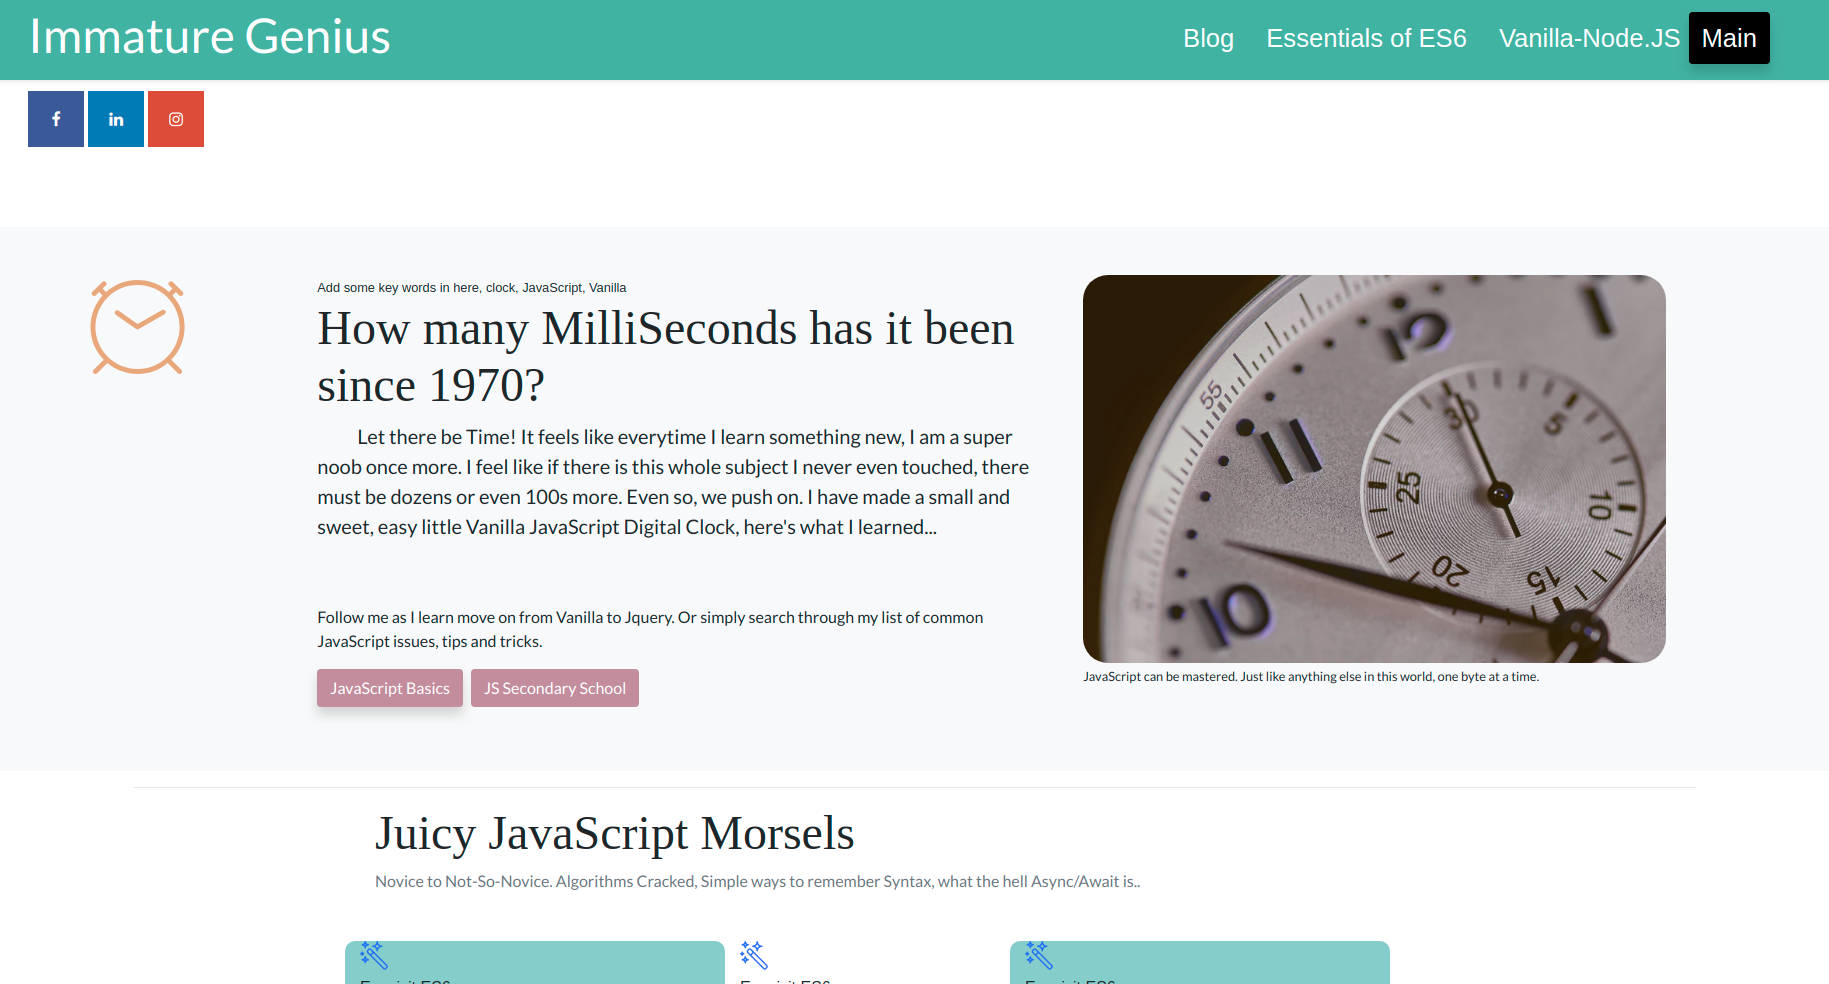 Immature Genius
Blog Essentials of ES6 Vanilla-Node.JS Main
f in
Add some key words in here, clock, JavaScript, Vanilla
How many MilliSeconds has it been
since 1970?
Let there be Time! It feels like everytime I learn something new, I am a super
noob once more. I feel like if there is this whole subject I never even touched, there
must be dozens or even 100s more. Even so, we push on. I have made a small and
sweet, easy little Vanilla JavaScript Digital Clock, here's what I learned...
Follow me as I learn move on from Vanilla to Jquery. Or simply search through my list of common
JavaScript issues, tips and tricks.
JavaScript Basics JS Secondary School
55
11
10
30
5
10
15
20
25
JavaScript can be mastered. Just like anything else in this world, one byte at a time.
Juicy JavaScript Morsels
Novice to Not-So-Novice. Algorithms Cracked, Simple ways to remember Syntax, what the hell Async/Await is..